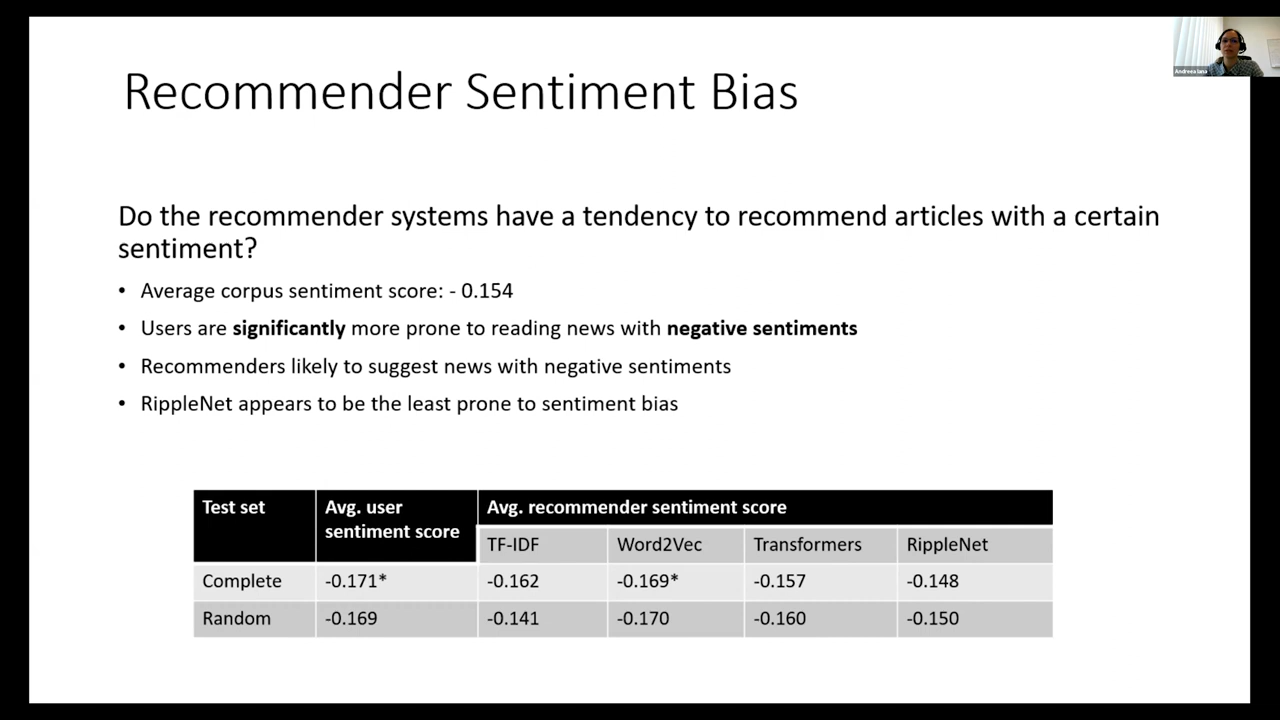 Recommender Sentiment Bias
Andreea Iana
Do the recommender systems have a tendency to recommend articles with a certain
sentiment?
• Average corpus sentiment score: - 0.154
• Users are significantly more prone to reading news with negative sentiments
• Recommenders likely to suggest news with negative sentiments
• RippleNet appears to be the least prone to sentiment bias
Test set Avg. user sentiment score Avg. recommender sentiment score
TF-IDF Word2Vec Transformers RippleNet
Complete -0.171* -0.162 -0.169* -0.157 -0.148
Random -0.169 -0.141 -0.170 -0.160 -0.150